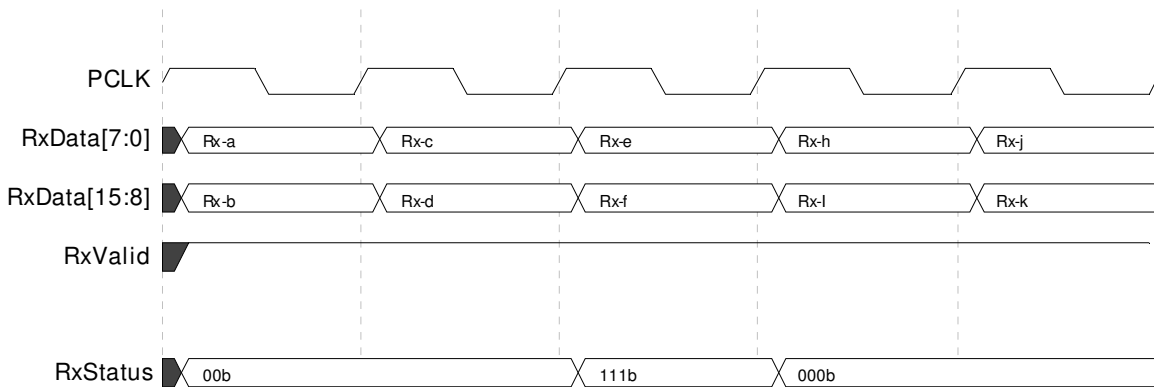 PCLK
RxData[7:0] Rx-a Rx-c Rx-e Rx-h Rx-j
RxData[15:8] Rx-b Rx-d Rx-f Rx-I Rx-k
RxValid
RxStatus 00b 111b 000b